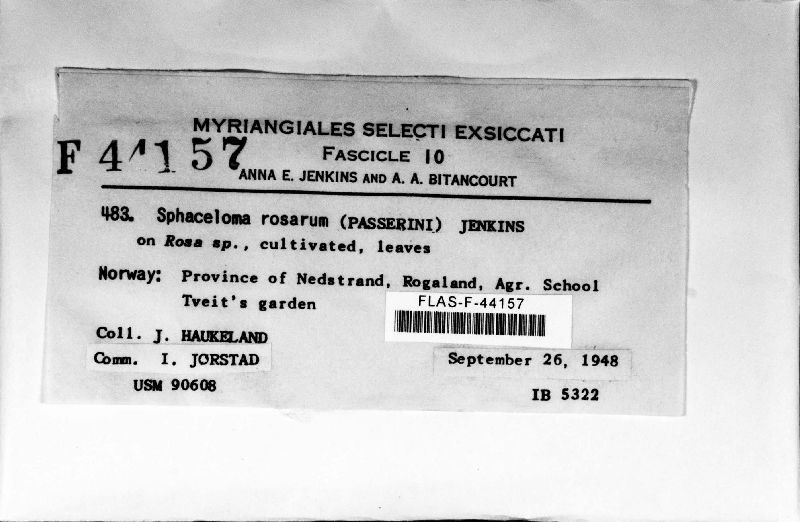 MYRIANGIALES SELECTI EXSICCATI
FASCICLE 10
F 44157
ANNA E. JENKINS AND A. A. BITANCOURT
483. Sphaceloma rosarum (PASSERINI) JENKINS
on Rosa sp., cultivated, leaves
Norway: Province of Nedstrand, Rogaland, Agr. School
Tveit's garden
FLAS-F-44157
Coll. J. HAUKELAND
Comm. I. JØRSTAD
September 26, 1948
USM 90608
IB 5322